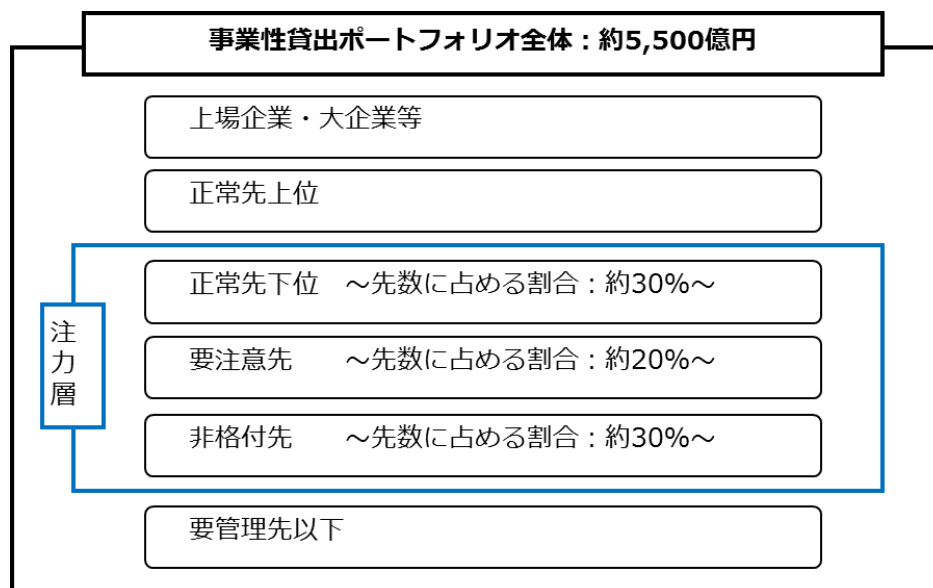 事業性貸出ポートフォリオ全体：約5,500億円
上場企業・大企業等
正常先上位
注力層
正常先下位　～先数に占める割合：約30%～
要注意先　　～先数に占める割合：約20%～
非格付先　　～先数に占める割合：約30%～
要管理先以下